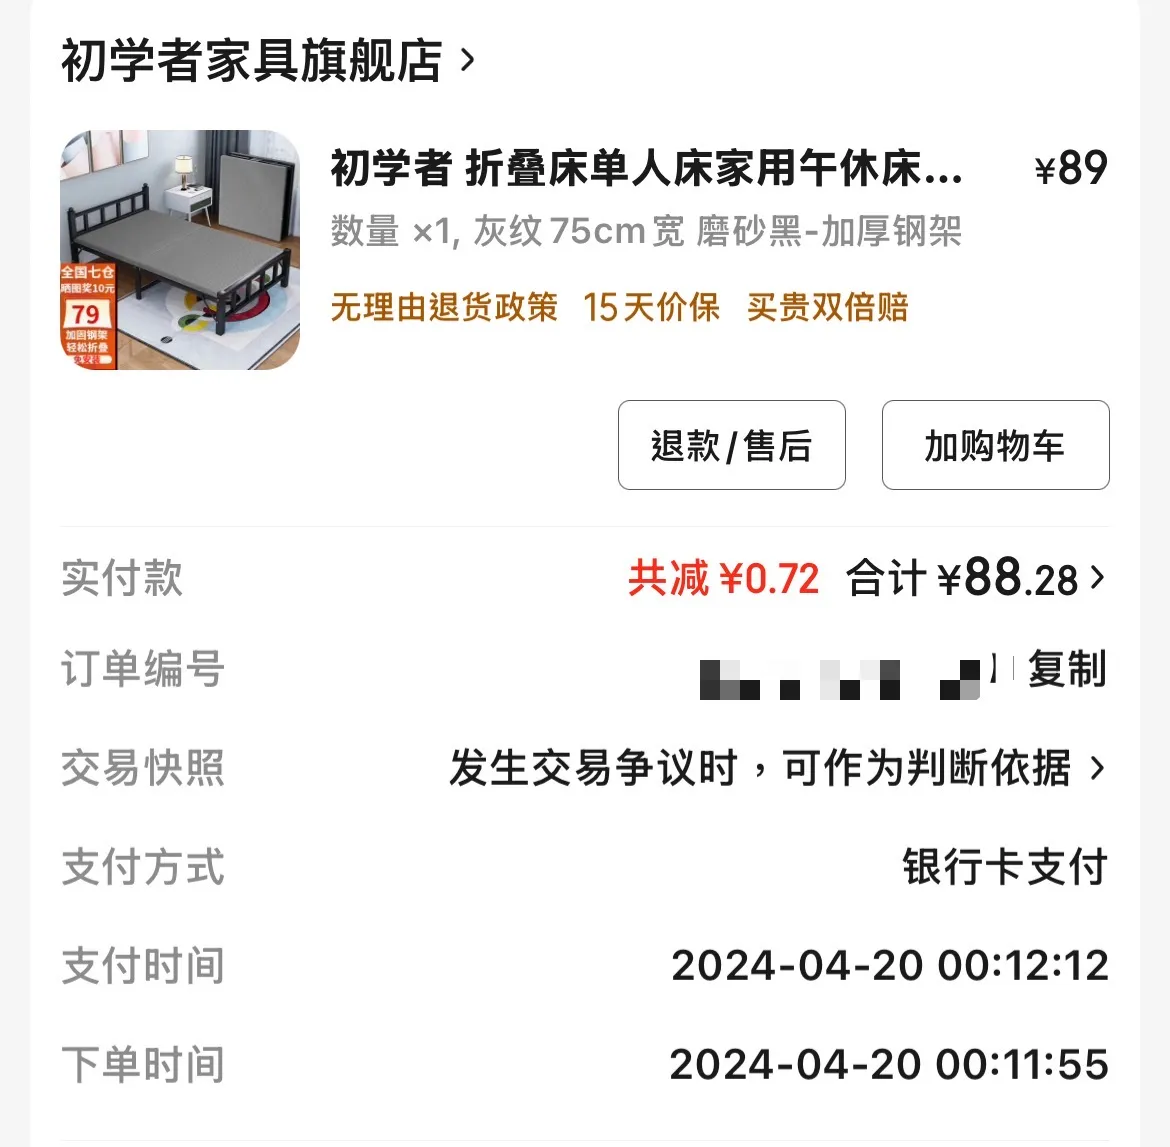 初学者家具旗舰店 >
初学者 折叠床单人床家用午休床... ¥89
数量 ×1, 灰纹75cm宽 磨砂黑-加厚钢架
无理由退货政策 15天价保 买贵双倍赔
全国七仓
晒图奖10元
79
加固钢架
轻松折叠
免安装
退款/售后 加购物车
实付款 共减 ¥0.72 合计 ¥88.28 >
订单编号 复制
交易快照 发生交易争议时，可作为判断依据 >
支付方式 银行卡支付
支付时间 2024-04-20 00:12:12
下单时间 2024-04-20 00:11:55